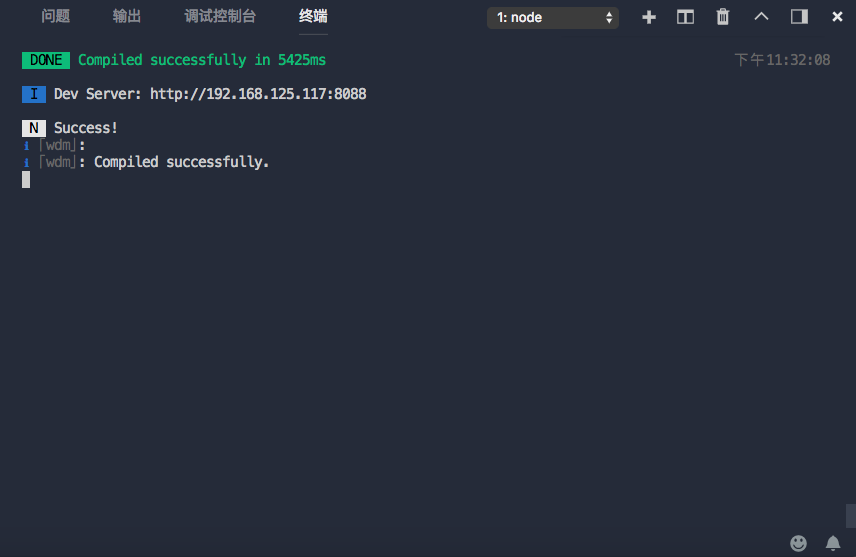 问题 输出 调试控制台 终端 1: node
DONE Compiled successfully in 5425ms 下午11:32:08
I Dev Server: http://192.168.125.117:8088
N Success!
ℹ ｢wdm｣:
ℹ ｢wdm｣: Compiled successfully.